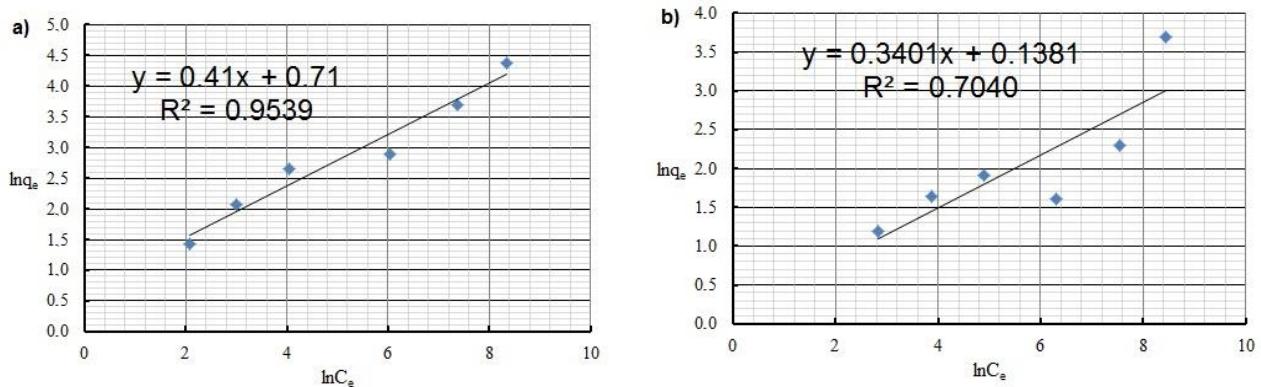 a)
5.0
4.5
4.0
3.5
3.0
2.5
2.0
1.5
1.0
0.5
0.0
lnqₑ
y = 0.41x + 0.71
R² = 0.9539
0 2 4 6 8 10
lnCₑ
b)
4.0
3.5
3.0
2.5
2.0
1.5
1.0
0.5
0.0
lnqₑ
y = 0.3401x + 0.1381
R² = 0.7040
0 2 4 6 8 10
lnCₑ